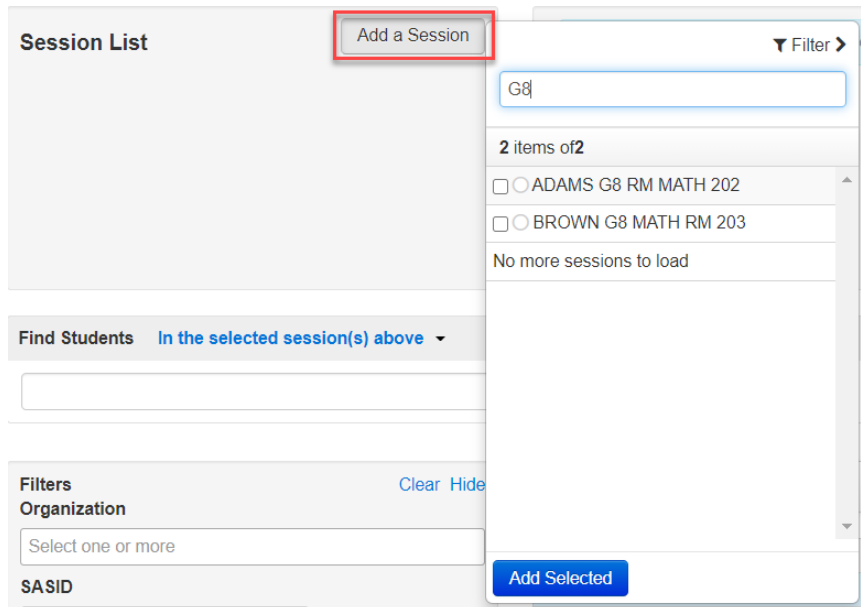 Session List
Add a Session
Filter
G8
2 items of2
ADAMS G8 RM MATH 202
BROWN G8 MATH RM 203
No more sessions to load
Add Selected
Find Students In the selected session(s) above
Filters
Clear Hide
Organization
Select one or more
SASID